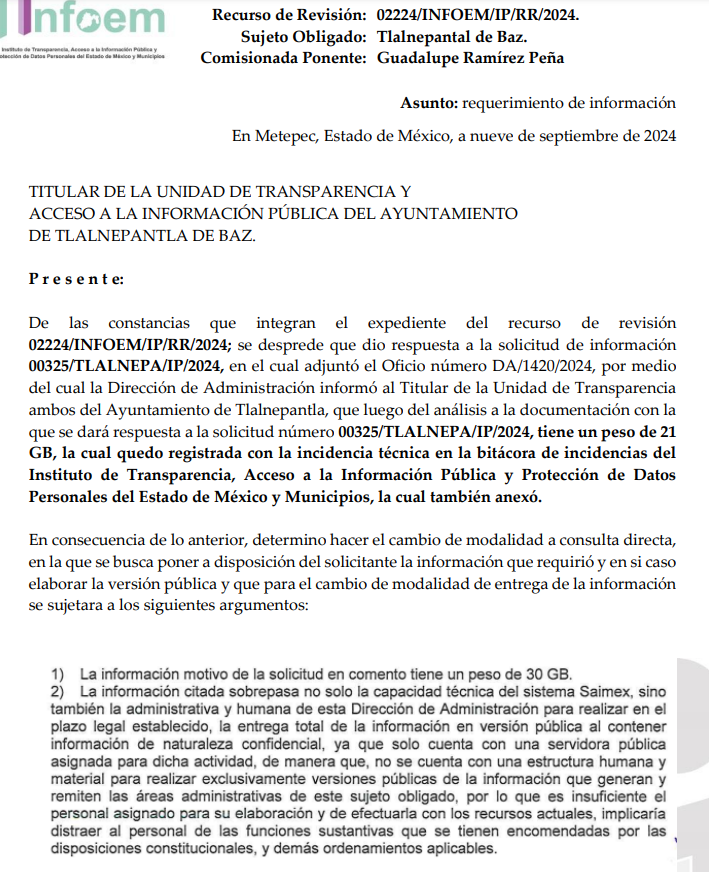 infoem
Instituto de Transparencia, Acceso a la Información Pública y
Protección de Datos Personales del Estado de México y Municipios
Recurso de Revisión: 02224/INFOEM/IP/RR/2024.
Sujeto Obligado: Tlalnepantal de Baz.
Comisionada Ponente: Guadalupe Ramírez Peña
Asunto: requerimiento de información
En Metepec, Estado de México, a nueve de septiembre de 2024
TITULAR DE LA UNIDAD DE TRANSPARENCIA Y
ACCESO A LA INFORMACIÓN PÚBLICA DEL AYUNTAMIENTO
DE TLALNEPANTLA DE BAZ.
P r e s e n t e:
De las constancias que integran el expediente del recurso de revisión
02224/INFOEM/IP/RR/2024; se desprede que dio respuesta a la solicitud de información
00325/TLALNEPA/IP/2024, en el cual adjuntó el Oficio número DA/1420/2024, por medio
del cual la Dirección de Administración informó al Titular de la Unidad de Transparencia
ambos del Ayuntamiento de Tlalnepantla, que luego del análisis a la documentación con la
que se dará respuesta a la solicitud número 00325/TLALNEPA/IP/2024, tiene un peso de 21
GB, la cual quedo registrada con la incidencia técnica en la bitácora de incidencias del
Instituto de Transparencia, Acceso a la Información Pública y Protección de Datos
Personales del Estado de México y Municipios, la cual también anexó.
En consecuencia de lo anterior, determino hacer el cambio de modalidad a consulta directa,
en la que se busca poner a disposición del solicitante la información que requirió y en si caso
elaborar la versión pública y que para el cambio de modalidad de entrega de la información
se sujetara a los siguientes argumentos:
1) La información motivo de la solicitud en comento tiene un peso de 30 GB.
2) La información citada sobrepasa no solo la capacidad técnica del sistema Saimex, sino
también la administrativa y humana de esta Dirección de Administración para realizar en el
plazo legal establecido, la entrega total de la información en versión pública al contener
información de naturaleza confidencial, ya que solo cuenta con una servidora pública
asignada para dicha actividad, de manera que, no se cuenta con una estructura humana y
material para realizar exclusivamente versiones públicas de la información que generan y
remiten las áreas administrativas de este sujeto obligado, por lo que es insuficiente el
personal asignado para su elaboración y de efectuarla con los recursos actuales, implicaría
distraer al personal de las funciones sustantivas que se tienen encomendadas por las
disposiciones constitucionales, y demás ordenamientos aplicables.